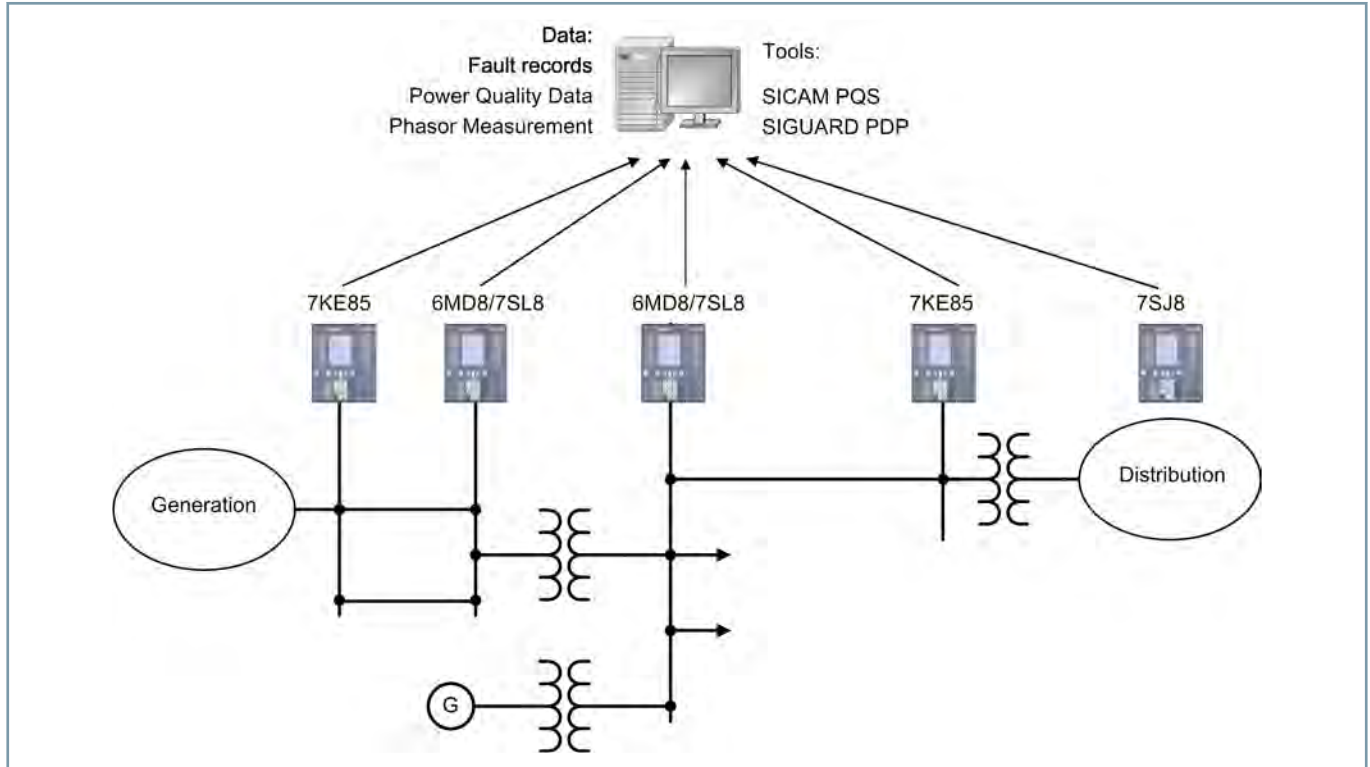 Data:
Fault records
Power Quality Data
Phasor Measurement
Tools:
SICAM PQS
SIGUARD PDP
7KE85
6MD8/7SL8
6MD8/7SL8
7KE85
7SJ8
Generation
Distribution
G